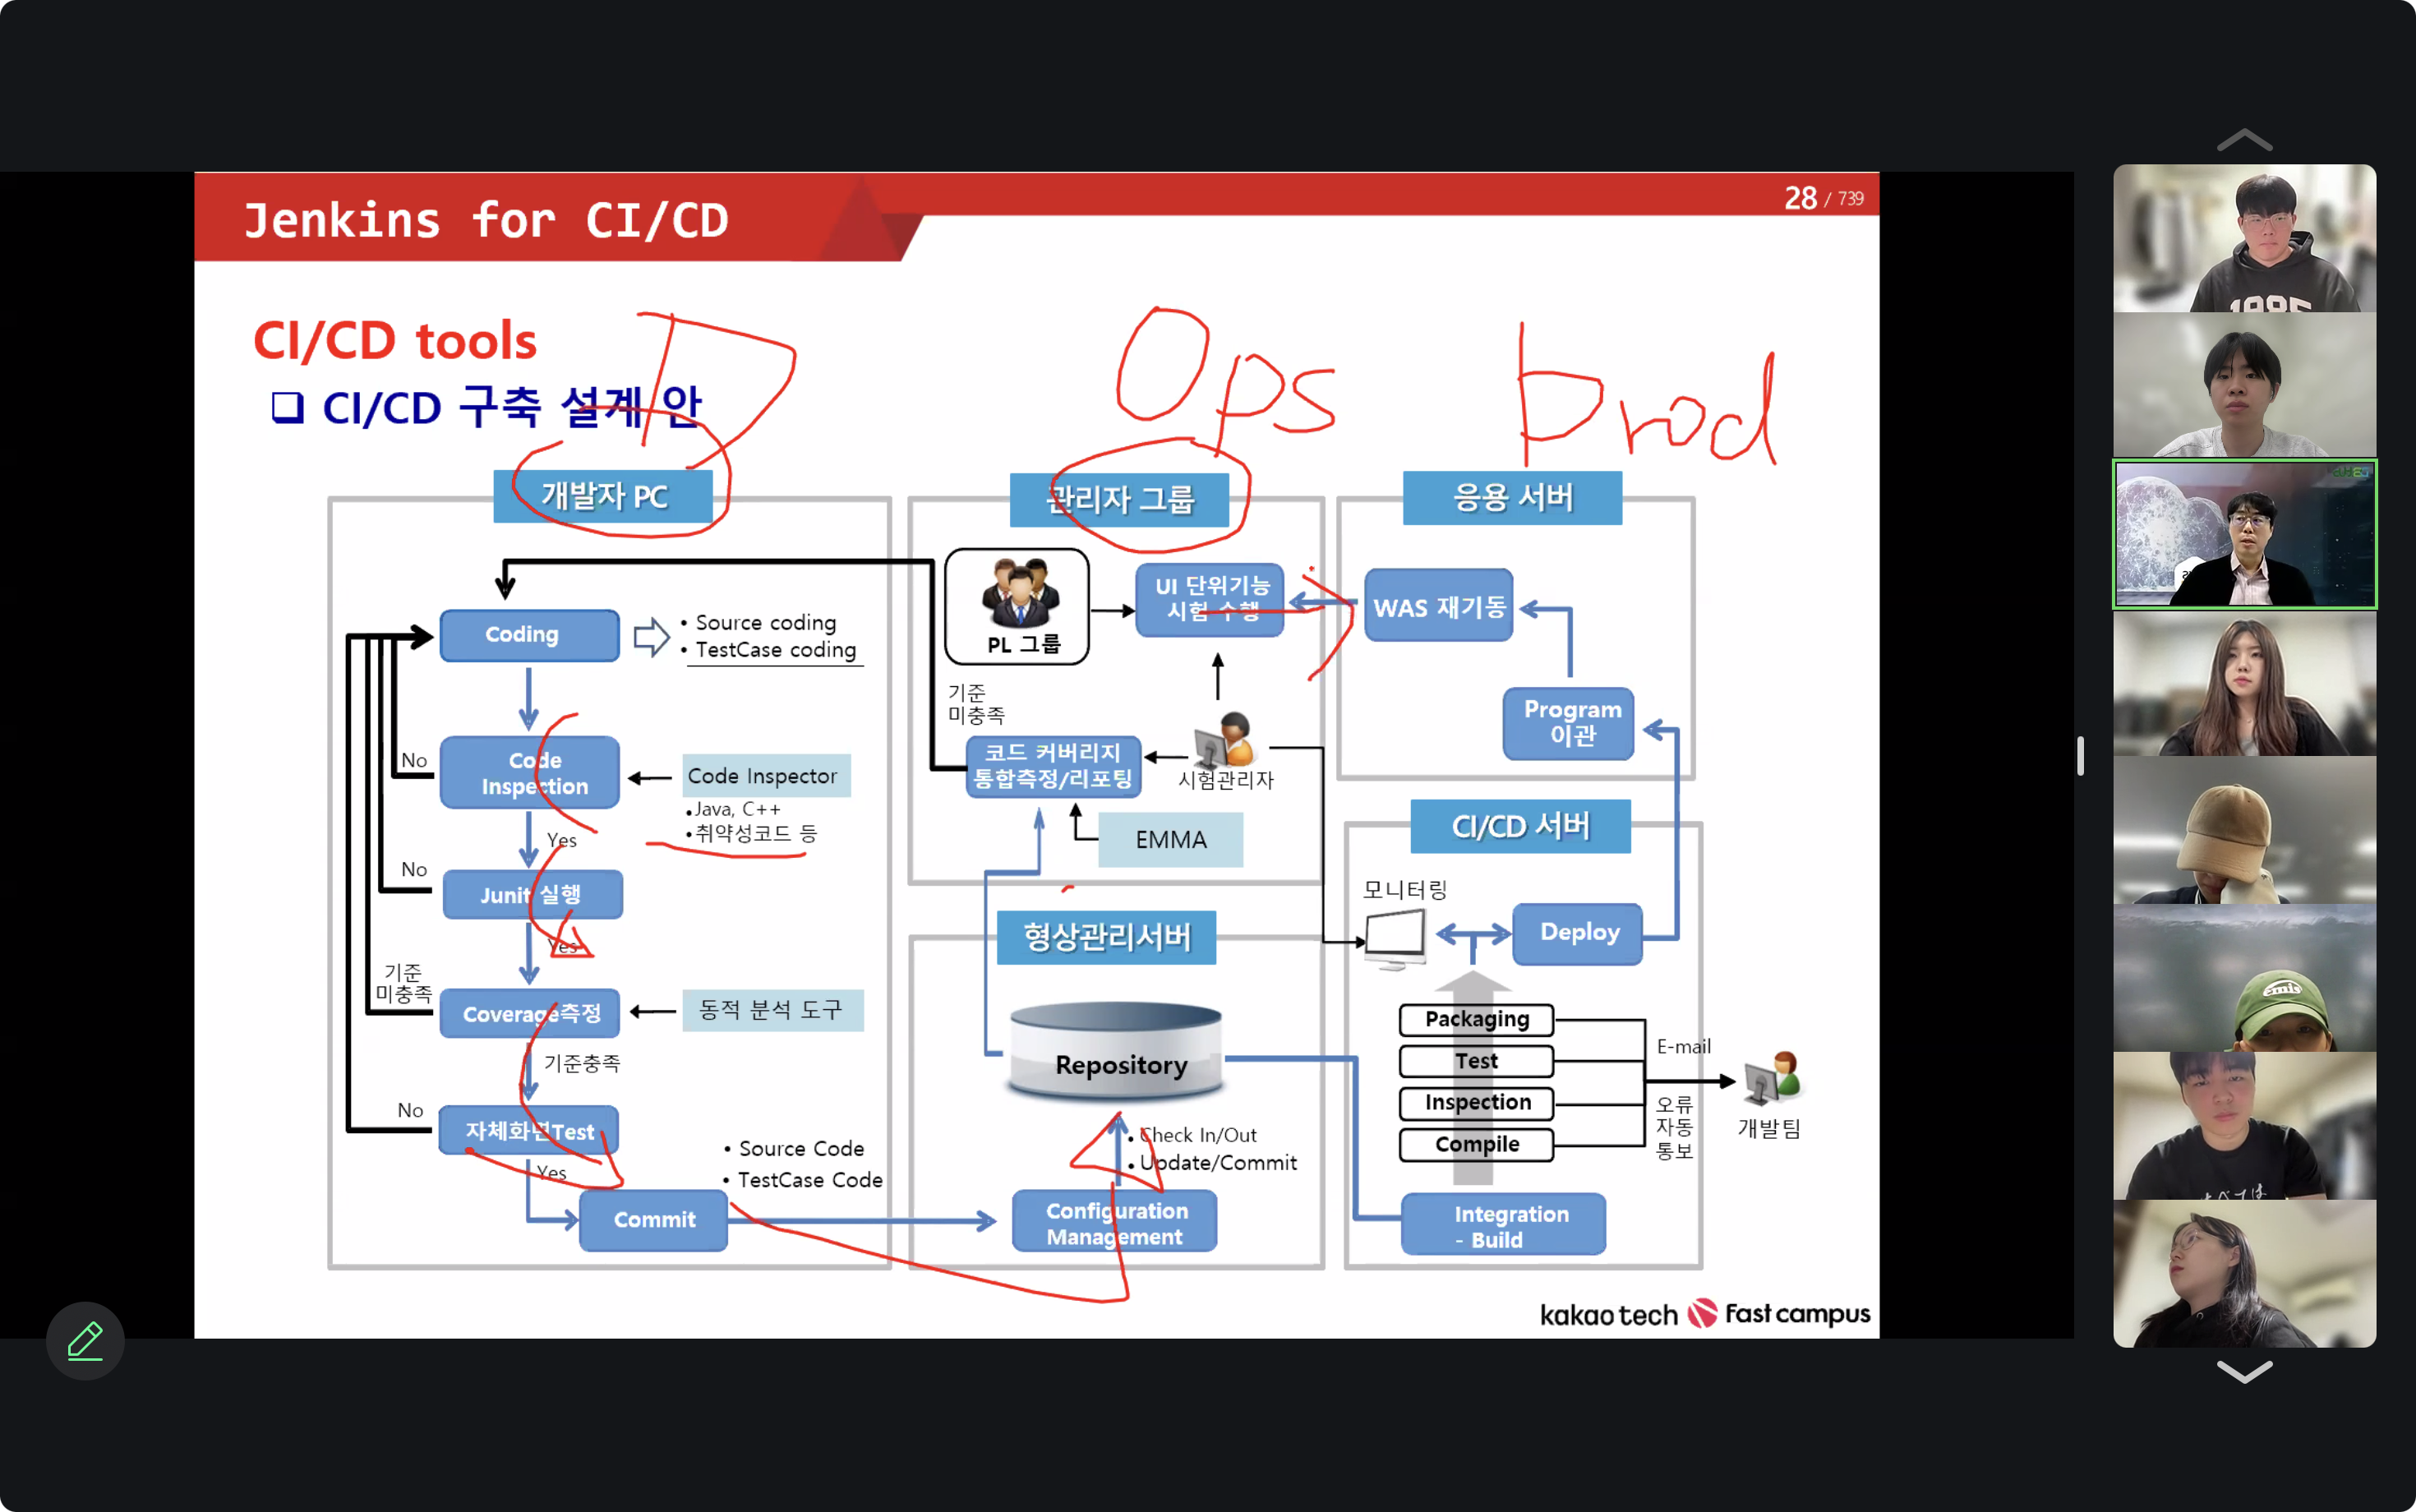 Jenkins for CI/CD
28 / 739
CI/CD tools
❑ CI/CD 구축 설계 안
D
Ops
prod
개발자 PC
Coding
• Source coding
• TestCase coding
Code
Inspection
No
Code Inspector
•Java, C++
•취약성코드 등
Yes
No
Junit 실행
Yes
기준
미충족
Coverage측정
동적 분석 도구
기준충족
No
자체화면Test
Yes
• Source Code
• TestCase Code
Commit
관리자 그룹
PL 그룹
UI 단위기능
시험 수행
기준
미충족
코드 커버리지
통합측정/리포팅
시험관리자
EMMA
형상관리서버
Repository
• Check In/Out
• Update/Commit
Configuration
Management
응용 서버
WAS 재기동
Program
이관
CI/CD 서버
모니터링
Deploy
Packaging
Test
Inspection
Compile
E-mail
오류
자동
통보
개발팀
Integration
- Build
kakao tech Fast campus
1985
emis